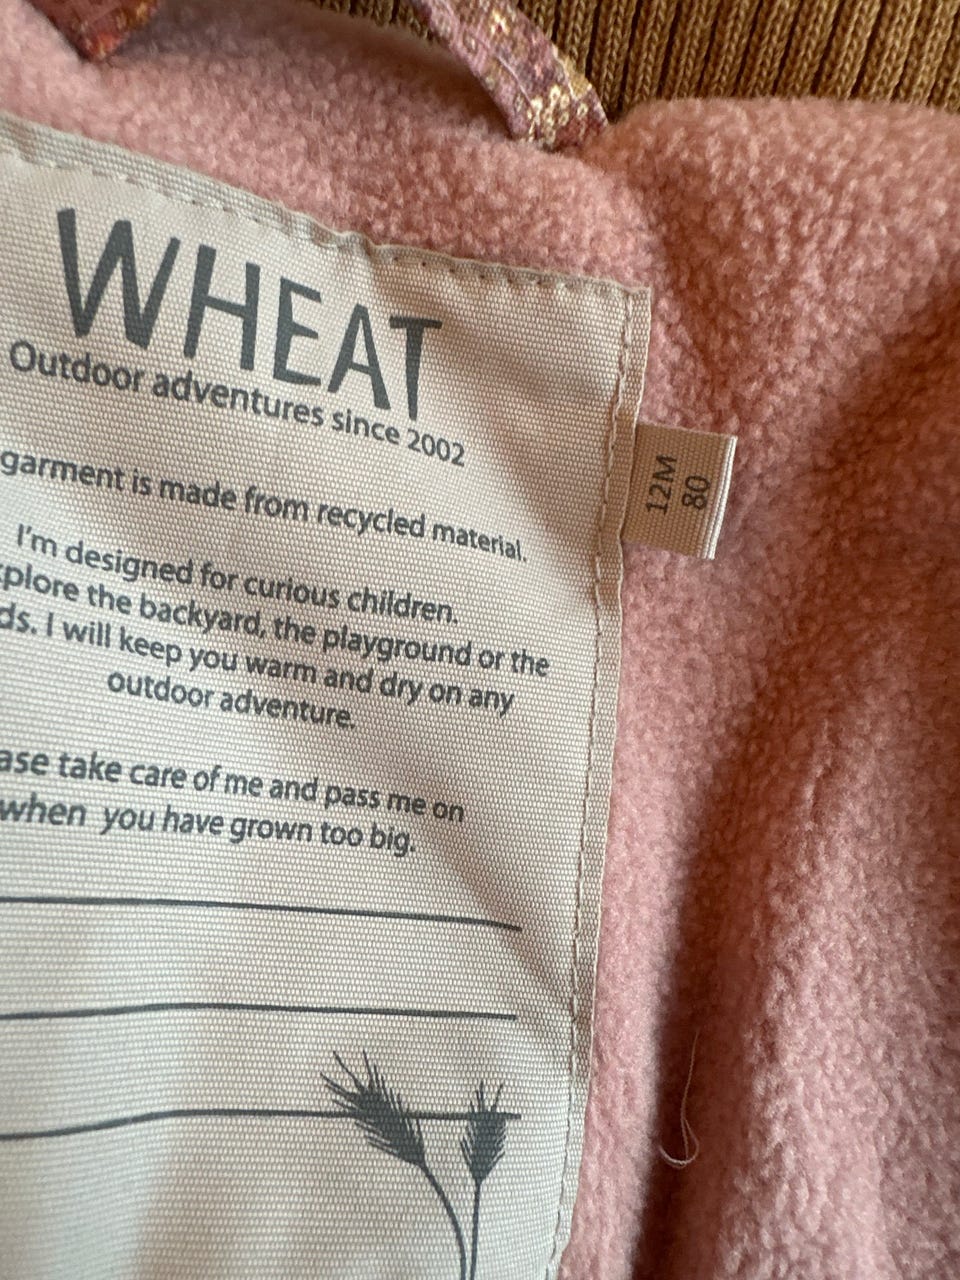 WHEAT
Outdoor adventures since 2002
garment is made from recycled material.
I'm designed for curious children.
xplore the backyard, the playground or the
ds. I will keep you warm and dry on any
outdoor adventure.
ase take care of me and pass me on
when you have grown too big.
12M
80